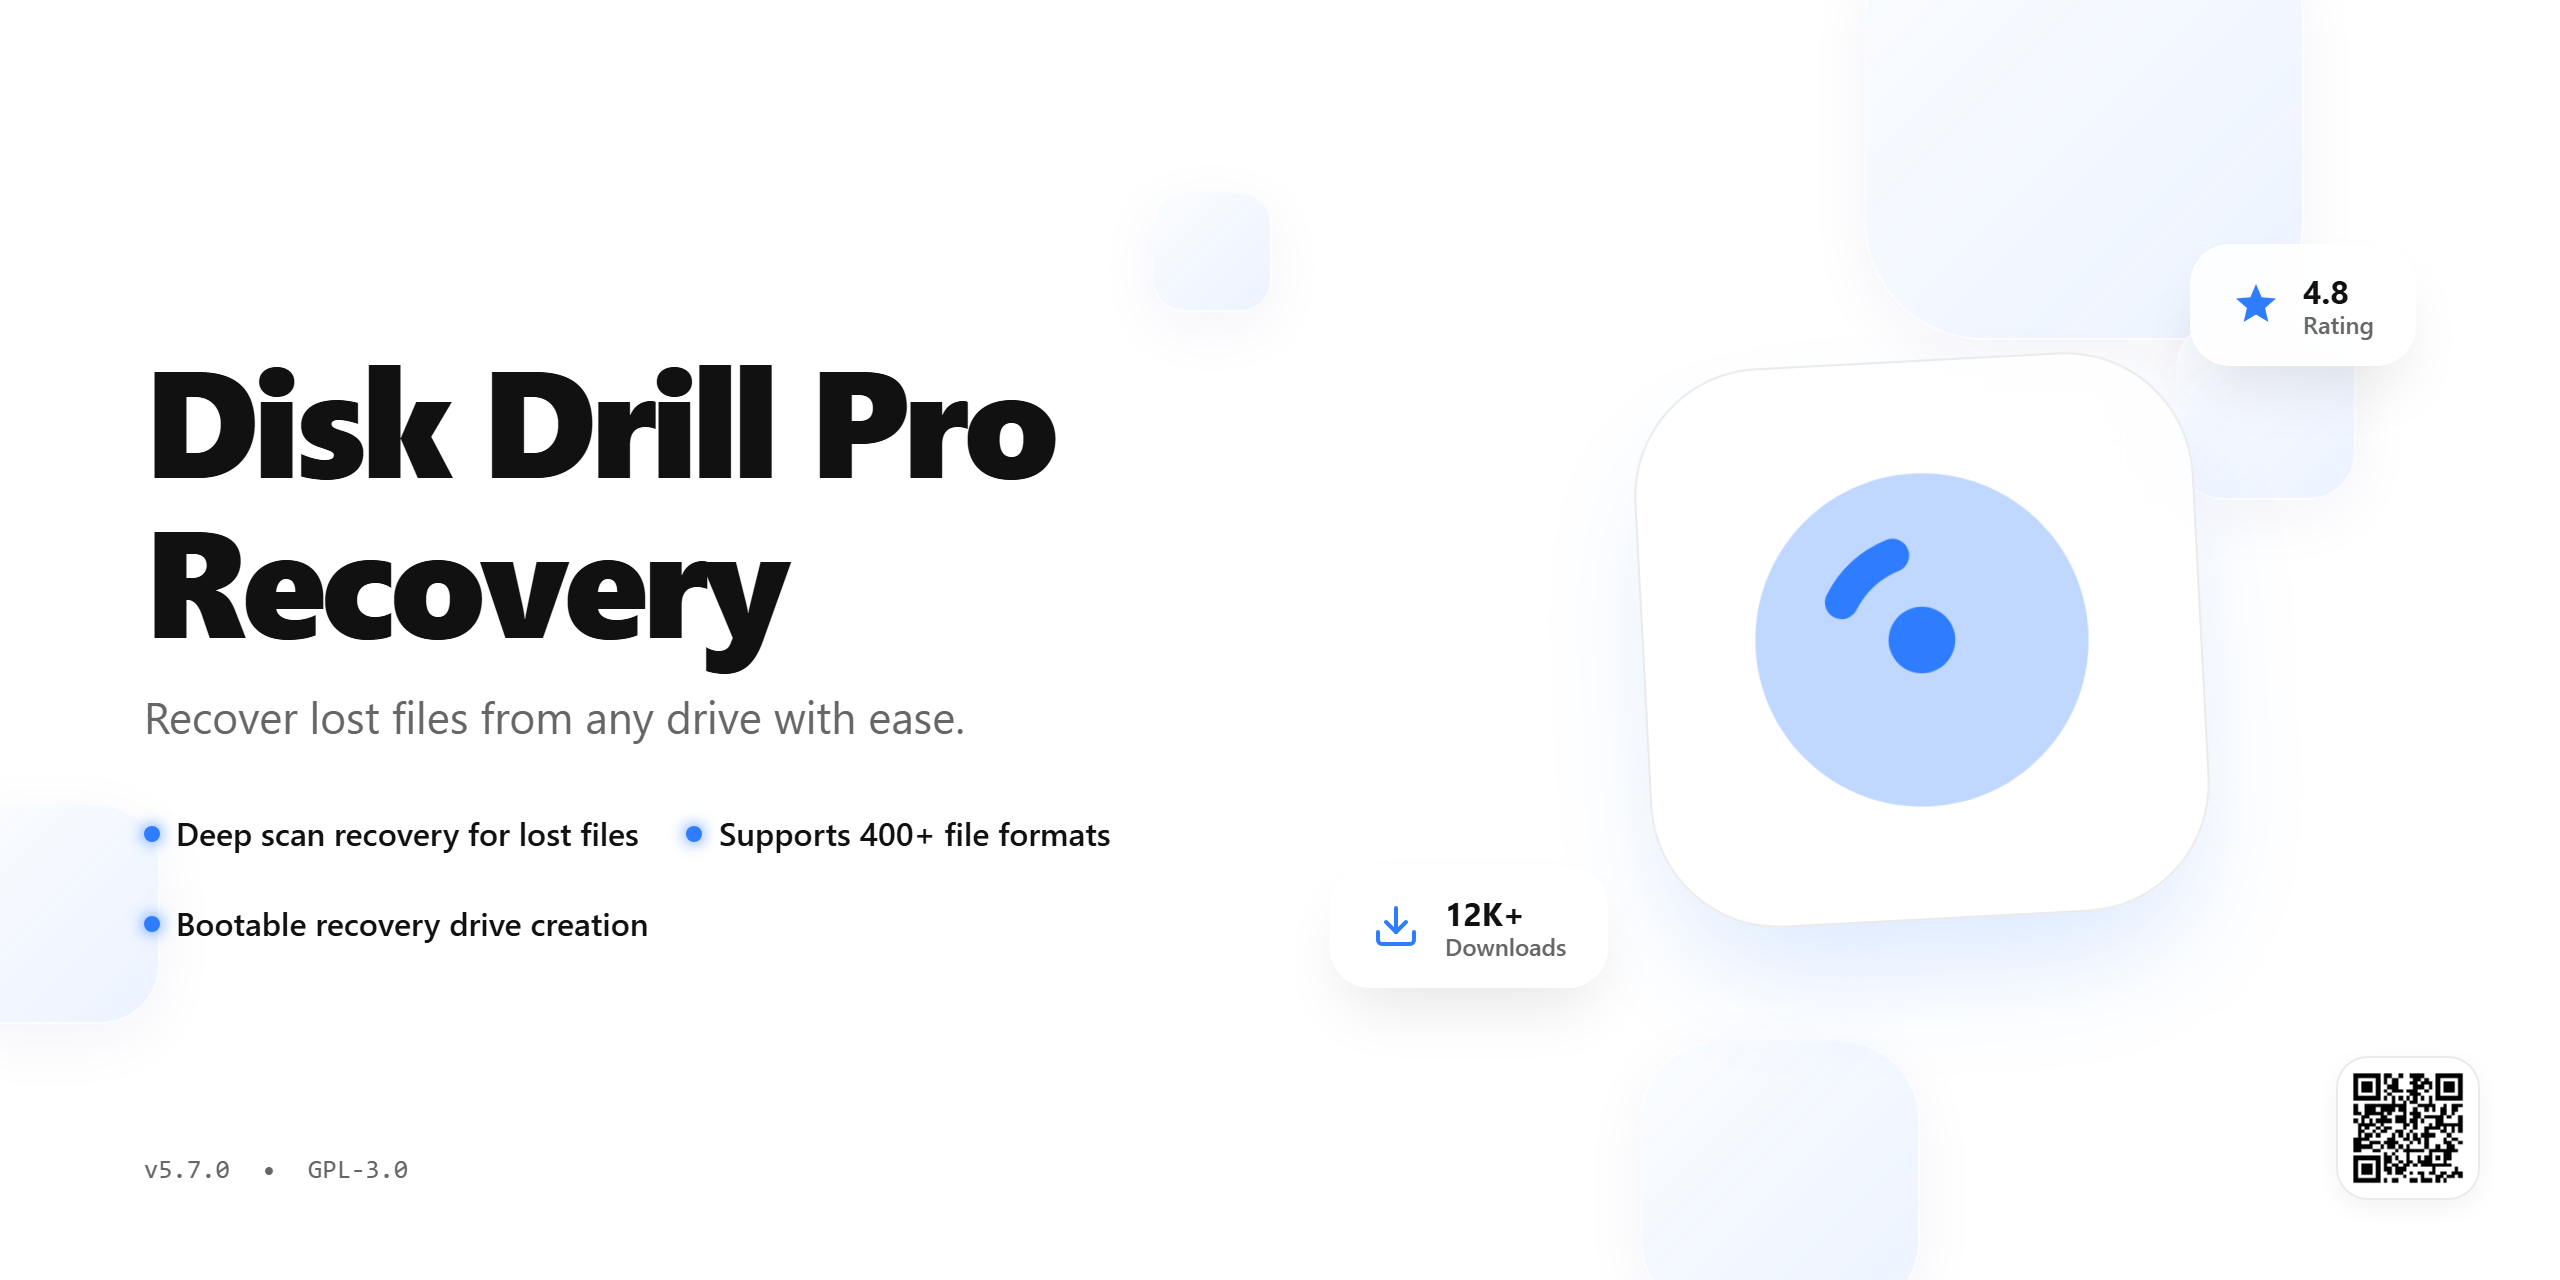 Disk Drill Pro
Recovery
Recover lost files from any drive with ease.
Deep scan recovery for lost files
Supports 400+ file formats
Bootable recovery drive creation
v5.7.0 • GPL-3.0
4.8
Rating
12K+
Downloads